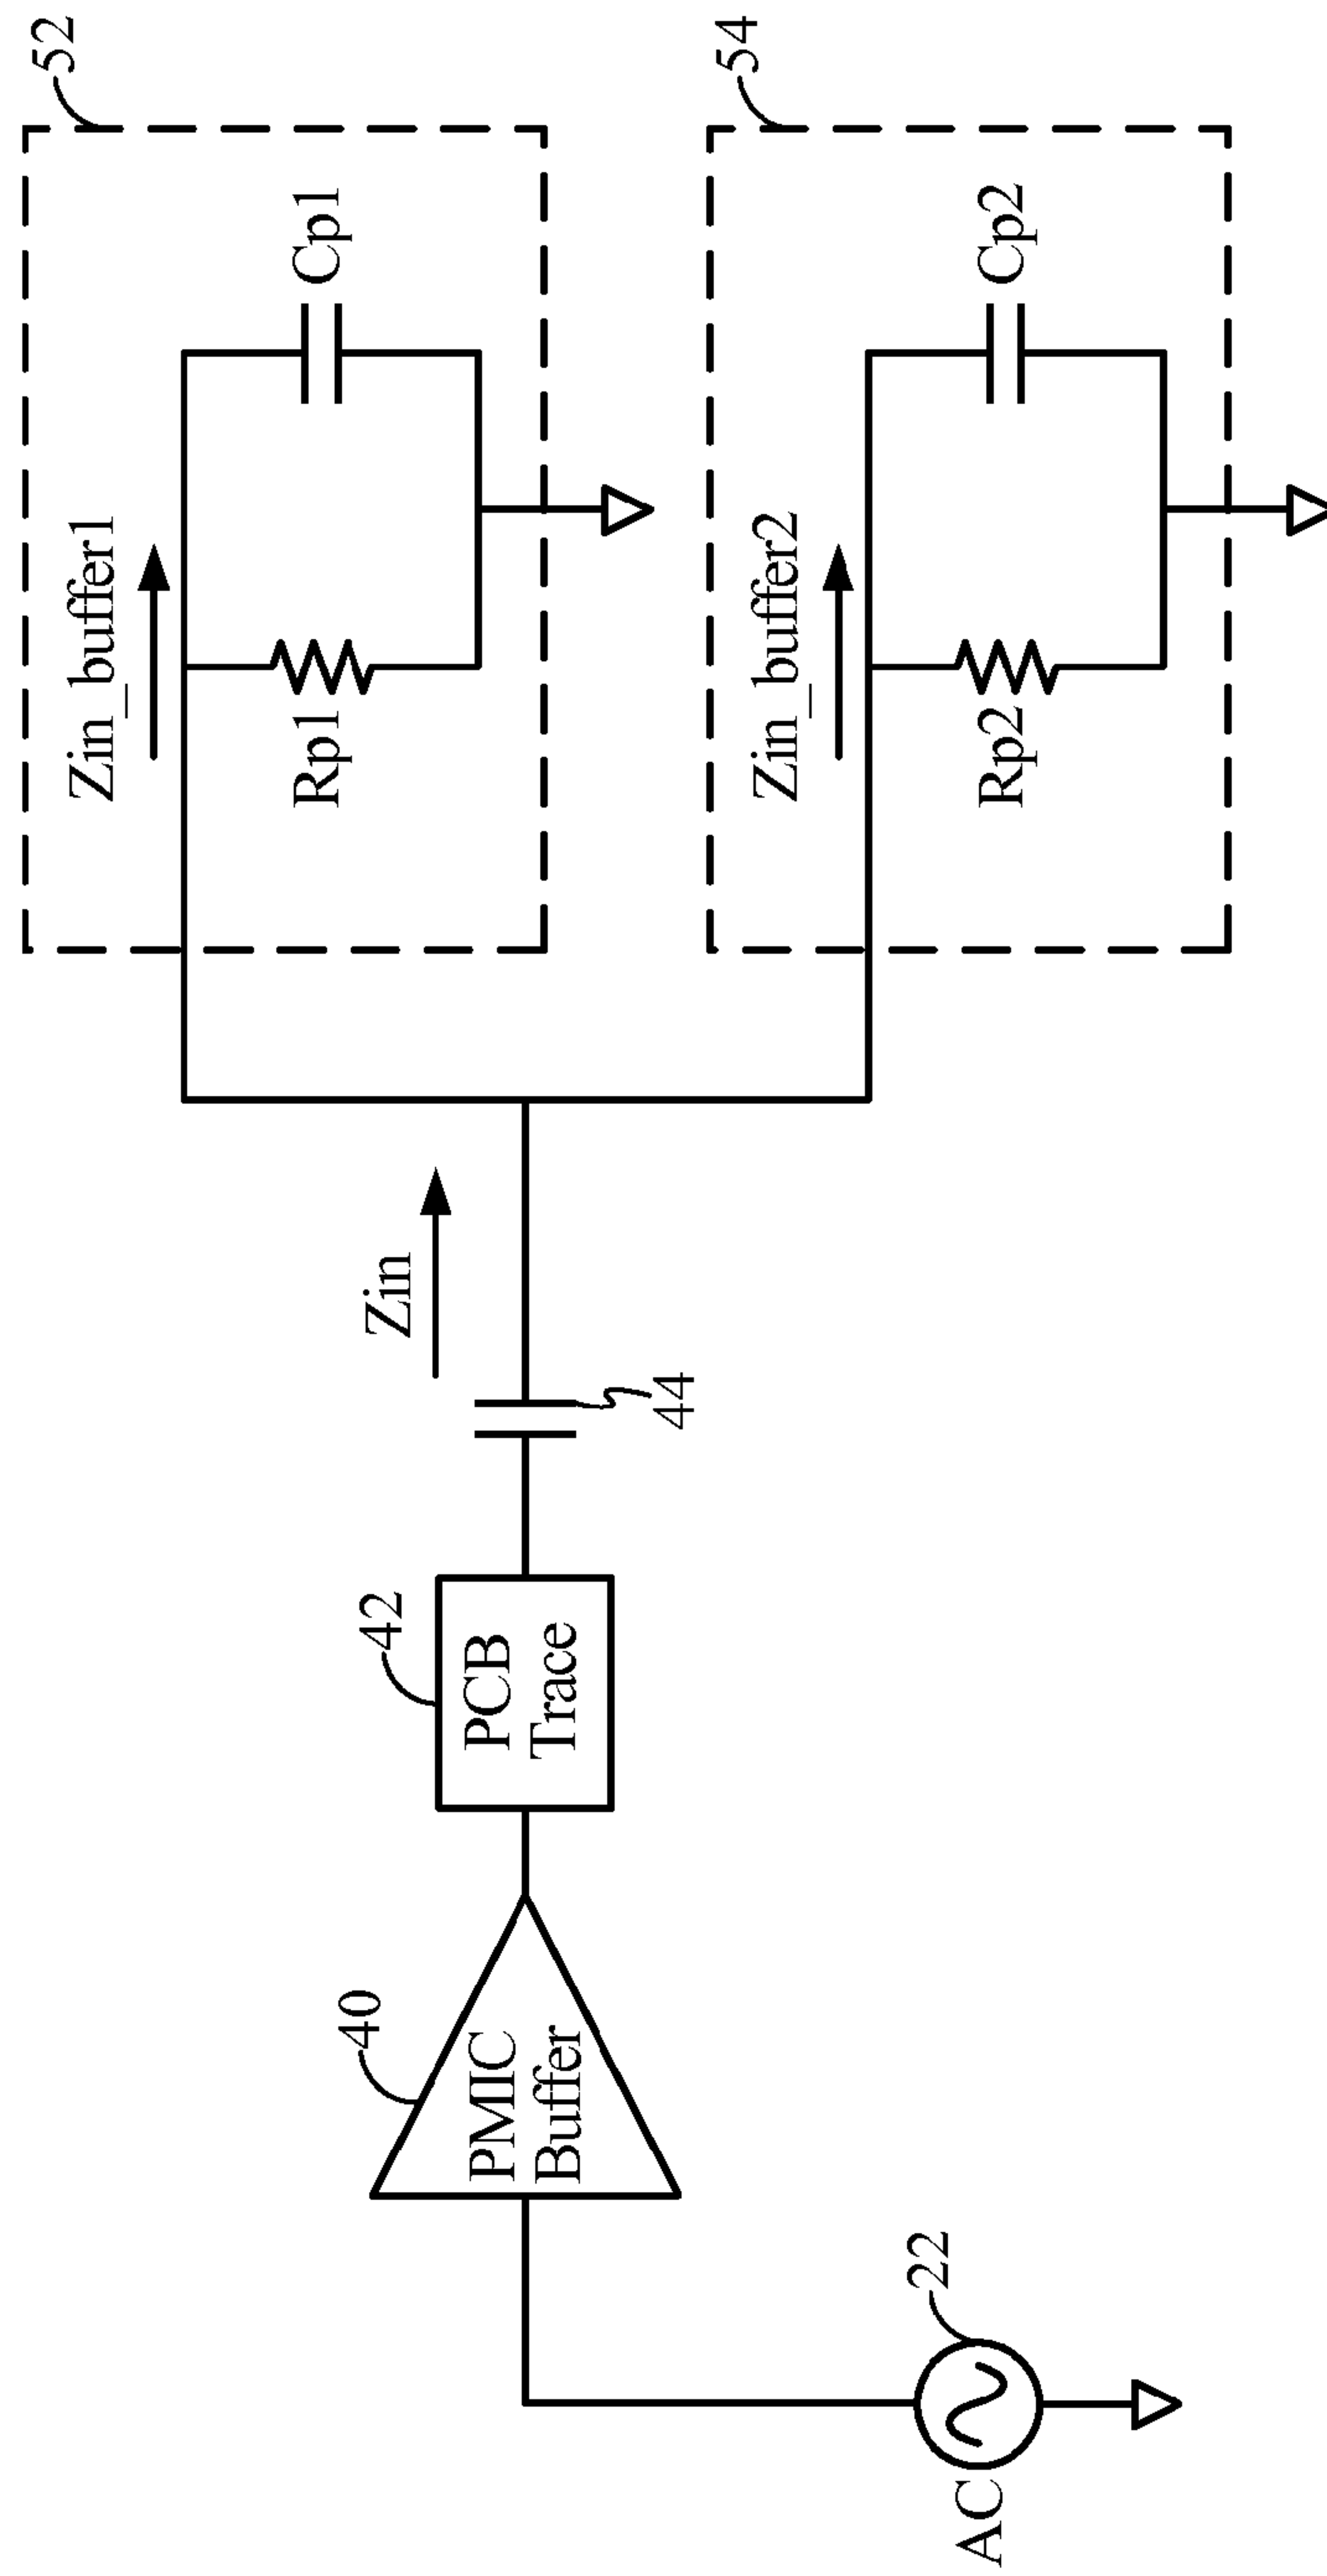 52
Zin_buffer1
Rp1
Cp1
54
Zin_buffer2
Rp2
Cp2
Zin
44
42
PCB
Trace
40
PMIC
Buffer
22
AC